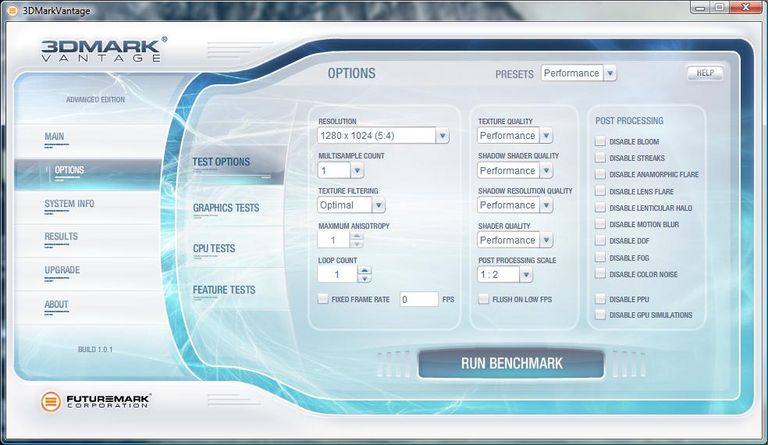 3DMarkVantage
3DMARK®
VANTAGE
ADVANCED EDITION
MAIN
OPTIONS
SYSTEM INFO
RESULTS
UPGRADE
ABOUT
BUILD 1.0.1
FUTUREMARK
CORPORATION
TEST OPTIONS
GRAPHICS TESTS
CPU TESTS
FEATURE TESTS
OPTIONS
PRESETS Performance
HELP
RESOLUTION
1280 x 1024 (5:4)
MULTISAMPLE COUNT
1
TEXTURE FILTERING
Optimal
MAXIMUM ANISOTROPY
1
LOOP COUNT
1
FIXED FRAME RATE 0 FPS
TEXTURE QUALITY
Performance
SHADOW SHADER QUALITY
Performance
SHADOW RESOLUTION QUALITY
Performance
SHADER QUALITY
Performance
POST PROCESSING SCALE
1 : 2
FLUSH ON LOW FPS
POST PROCESSING
DISABLE BLOOM
DISABLE STREAKS
DISABLE ANAMORPHIC FLARE
DISABLE LENS FLARE
DISABLE LENTICULAR HALO
DISABLE MOTION BLUR
DISABLE DOF
DISABLE FOG
DISABLE COLOR NOISE
DISABLE PPU
DISABLE GPU SIMULATIONS
RUN BENCHMARK